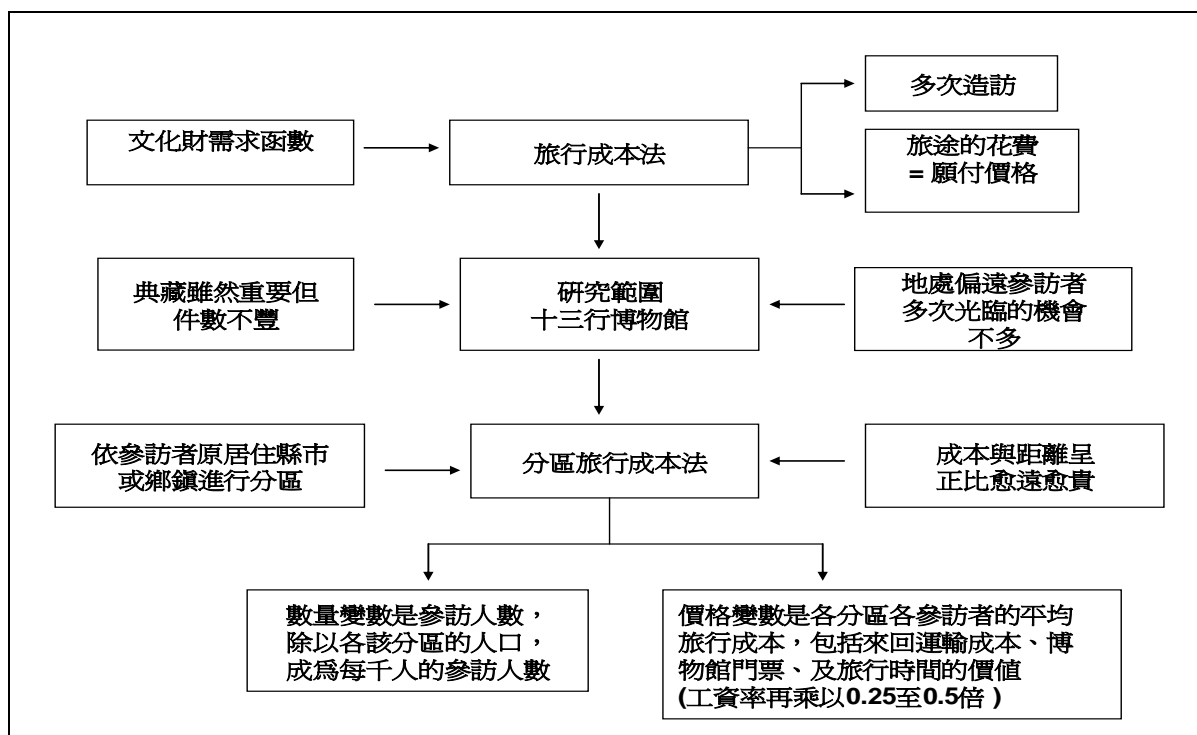 多次造訪
文化財需求函數
旅行成本法
旅途的花費
= 願付價格
典藏雖然重要但
件數不豐
研究範圍
十三行博物館
地處偏遠參訪者
多次光臨的機會
不多
依參訪者原居住縣市
或鄉鎮進行分區
分區旅行成本法
成本與距離呈
正比愈遠愈貴
數量變數是參訪人數，
除以各該分區的人口，
成為每千人的參訪人數
價格變數是各分區各參訪者的平均
旅行成本，包括來回運輸成本、博
物館門票、及旅行時間的價值
(工資率再乘以0.25至0.5倍 )